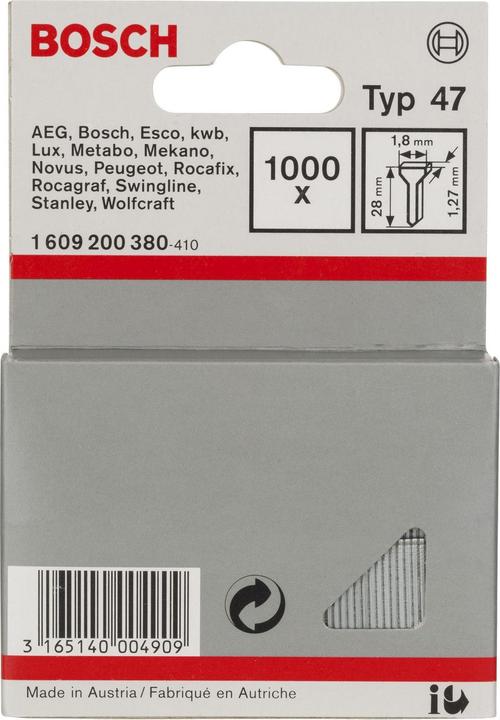 BOSCH
Typ 47
AEG, Bosch, Esco, kwb,
Lux, Metabo, Mekano,
Novus, Peugeot, Rocafix,
Rocagraf, Swingline,
Stanley, Wolfcraft
1 609 200 380-410
1000
x
1,8 mm
28 mm
1,27 mm
3 165140 004909
Made in Austria / Fabriqué en Autriche